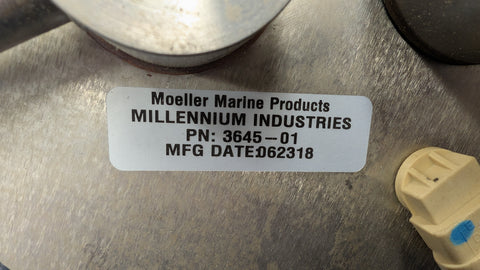 Moeller Marine Products
MILLENNIUM INDUSTRIES
PN: 3645-01
MFG DATE:062318